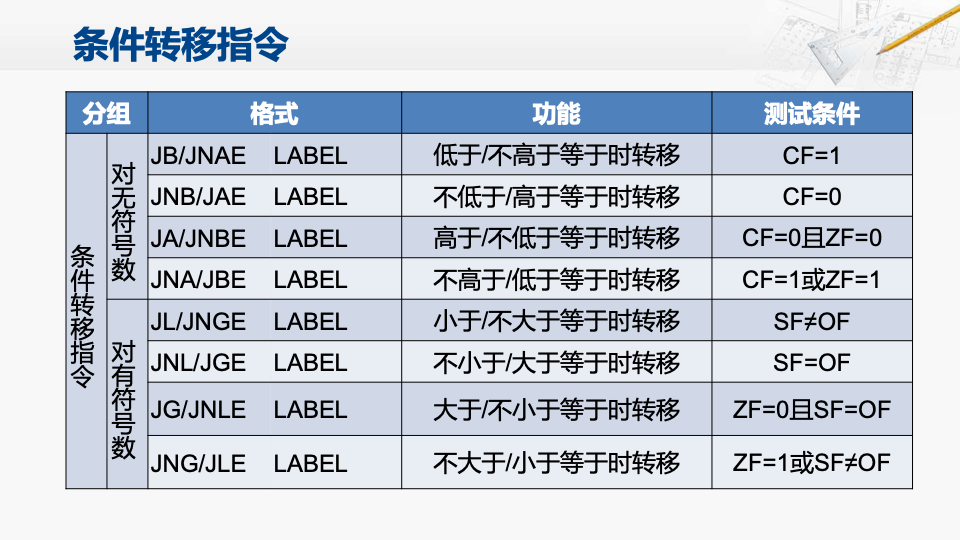 条件转移指令
分组 格式 功能 测试条件
条件转移指令
对无符号数
JB/JNAE LABEL 低于/不高于等于时转移 CF=1
JNB/JAE LABEL 不低于/高于等于时转移 CF=0
JA/JNBE LABEL 高于/不低于等于时转移 CF=0且ZF=0
JNA/JBE LABEL 不高于/低于等于时转移 CF=1或ZF=1
对有符号数
JL/JNGE LABEL 小于/不大于等于时转移 SF≠OF
JNL/JGE LABEL 不小于/大于等于时转移 SF=OF
JG/JNLE LABEL 大于/不小于等于时转移 ZF=0且SF=OF
JNG/JLE LABEL 不大于/小于等于时转移 ZF=1或SF≠OF